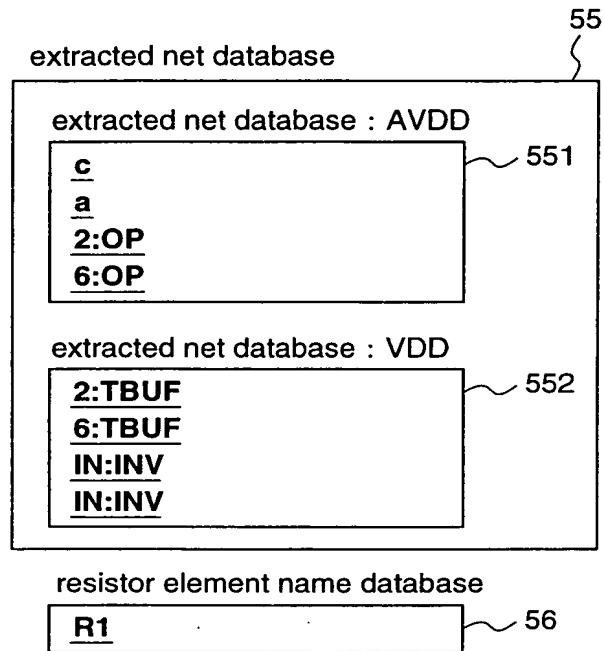 55
extracted net database
extracted net database : AVDD
551
c
a
2:OP
6:OP
extracted net database : VDD
552
2:TBUF
6:TBUF
IN:INV
IN:INV
resistor element name database
R1
56